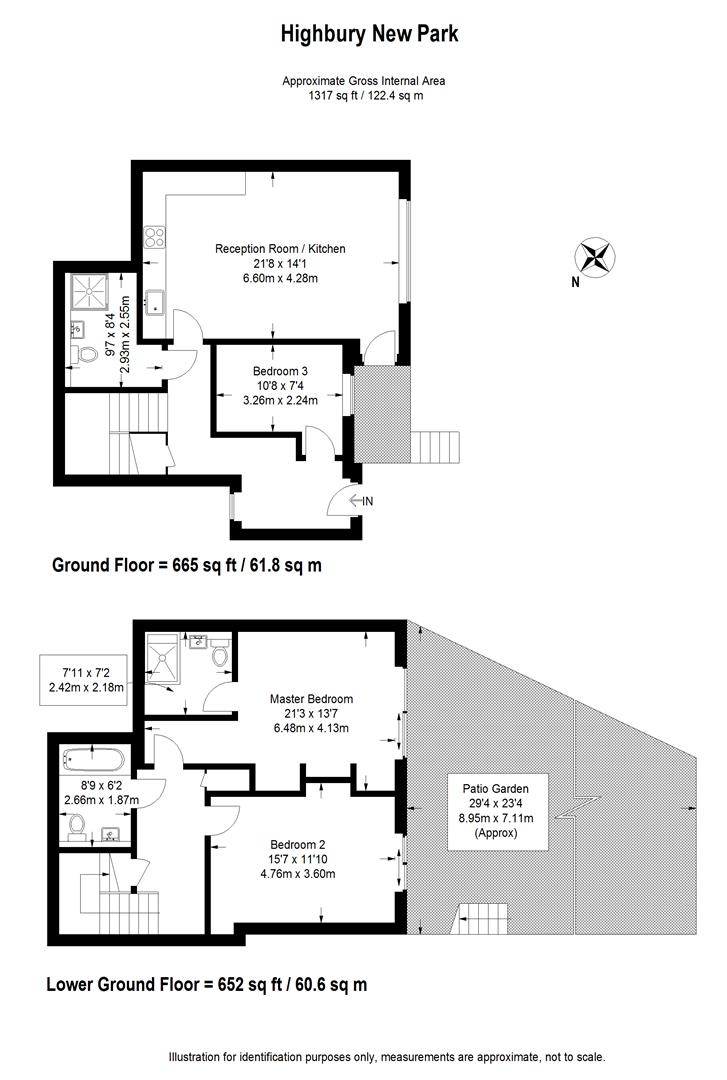 Highbury New Park
Approximate Gross Internal Area
1317 sq ft / 122.4 sq m
Reception Room / Kitchen
21'8 x 14'1
6.60m x 4.28m
N
9'7 x 8'4
2.93m x 2.55m
Bedroom 3
10'8 x 7'4
3.26m x 2.24m
IN
Ground Floor = 665 sq ft / 61.8 sq m
7'11 x 7'2
2.42m x 2.18m
Master Bedroom
21'3 x 13'7
6.48m x 4.13m
8'9 x 6'2
2.66m x 1.87m
Patio Garden
29'4 x 23'4
8.95m x 7.11m
(Approx)
Bedroom 2
15'7 x 11'10
4.76m x 3.60m
Lower Ground Floor = 652 sq ft / 60.6 sq m
Illustration for identification purposes only, measurements are approximate, not to scale.